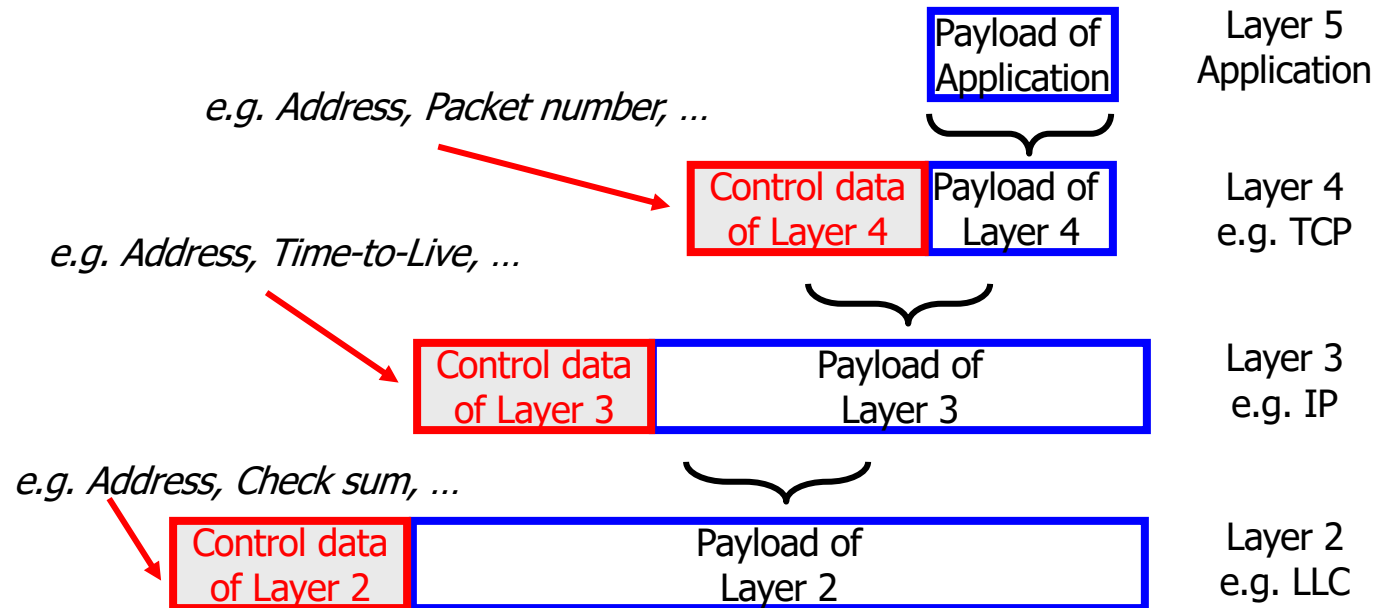 Payload of
Application
Layer 5
Application
e.g. Address, Packet number, ...
Control data
of Layer 4
Payload of
Layer 4
Layer 4
e.g. TCP
e.g. Address, Time-to-Live, ...
Control data
of Layer 3
Payload of
Layer 3
Layer 3
e.g. IP
e.g. Address, Check sum, ...
Control data
of Layer 2
Payload of
Layer 2
Layer 2
e.g. LLC